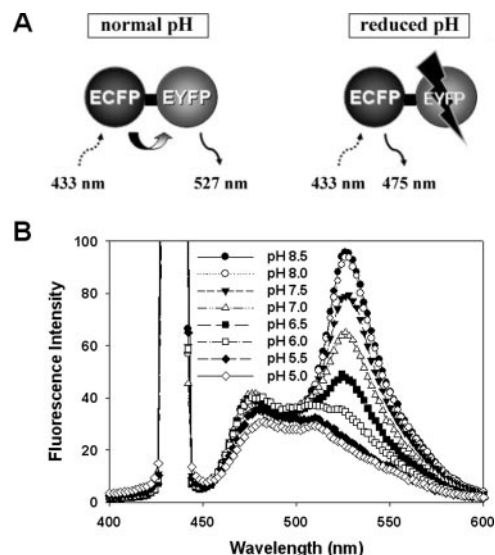 A
normal pH
reduced pH
ECFP
EYFP
ECFP
EYFP
433 nm
527 nm
433 nm
475 nm
B
100
80
60
40
20
0
Fluorescence Intensity
pH 8.5
pH 8.0
pH 7.5
pH 7.0
pH 6.5
pH 6.0
pH 5.5
pH 5.0
400
450
500
550
600
Wavelength (nm)